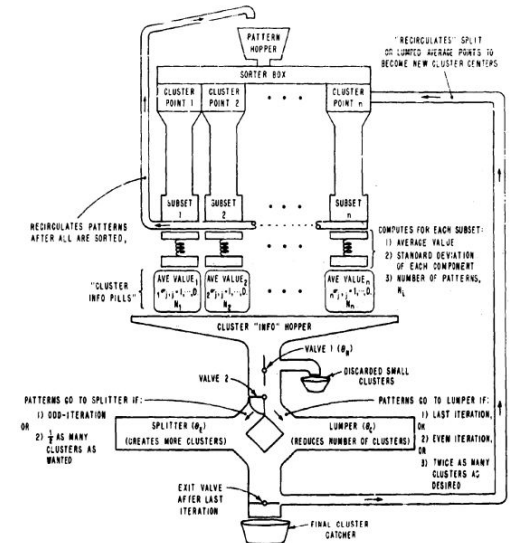 PATTERN
HOPPER
"RECIRCULATES" SPLIT
OR LUMPED AVERAGE POINTS TO
BECOME NEW CLUSTER CENTERS
SORTER BOX
CLUSTER
POINT 1
CLUSTER
POINT 2
CLUSTER
POINT n
SUBSET
1
SUBSET
2
SUBSET
n
RECIRCULATES PATTERNS
AFTER ALL ARE SORTED,
COMPUTES FOR EACH SUBSET:
1) AVERAGE VALUE
2) STANDARD DEVIATION
OF EACH COMPONENT
3) NUMBER OF PATTERNS,
"CLUSTER
INFO PILLS"
AVE VALUE1
N1
AVE VALUE2
N2
AVE VALUEn
Nn
CLUSTER "INFO" HOPPER
VALVE 1
VALVE 2
DISCARDED SMALL
CLUSTERS
PATTERNS GO TO SPLITTER IF:
1) ODD-ITERATION
OR
2) ½ AS MANY
CLUSTERS AS
WANTED
PATTERNS GO TO LUMPER IF:
1) LAST ITERATION,
OR
2) EVEN ITERATION,
OR
3) TWICE AS MANY
CLUSTERS AS
DESIRED
SPLITTER
(CREATES MORE CLUSTERS)
LUMPER
(REDUCES NUMBER OF CLUSTERS)
EXIT VALVE
AFTER LAST
ITERATION
FINAL CLUSTER
CATCHER